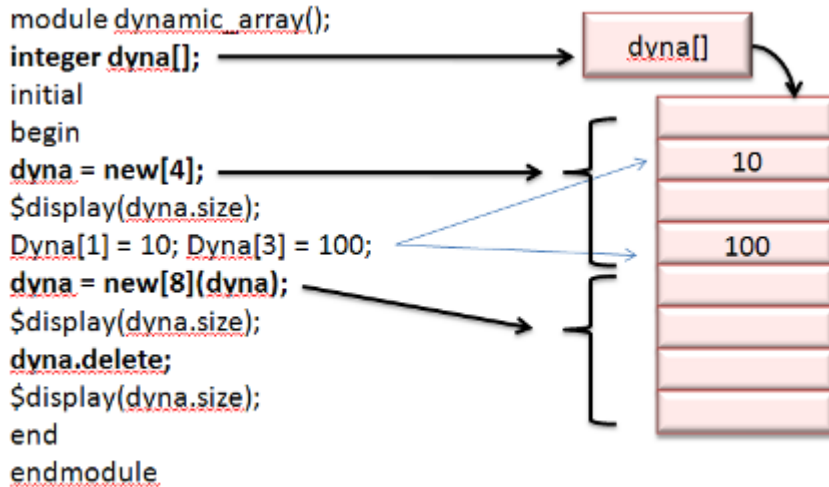 module dynamic_array();
integer dyna[];
initial
begin
dyna = new[4];
$display(dyna.size);
Dyna[1] = 10; Dyna[3] = 100;
dyna = new[8](dyna);
$display(dyna.size);
dyna.delete;
$display(dyna.size);
end
endmodule
dyna[]
10
100